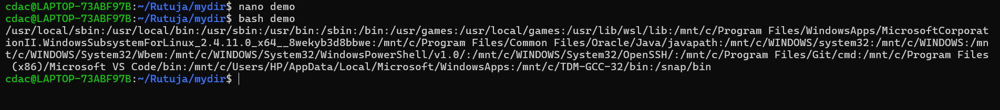 cdac@LAPTOP-73ABF97B:~/Rutuja/mydir$ nano demo
cdac@LAPTOP-73ABF97B:~/Rutuja/mydir$ bash demo
/usr/local/sbin:/usr/local/bin:/usr/sbin:/usr/bin:/sbin:/bin:/usr/games:/usr/local/games:/usr/lib/wsl/lib:/mnt/c/Program Files/WindowsApps/MicrosoftCorporat
ionII.WindowsSubsystemForLinux_2.4.11.0_x64__8wekyb3d8bbwe:/mnt/c/Program Files/Common Files/Oracle/Java/javapath:/mnt/c/WINDOWS/system32:/mnt/c/WINDOWS:/mn
t/c/WINDOWS/System32/Wbem:/mnt/c/WINDOWS/System32/WindowsPowerShell/v1.0/:/mnt/c/WINDOWS/System32/OpenSSH/:/mnt/c/Program Files/Git/cmd:/mnt/c/Program Files
 (x86)/Microsoft VS Code/bin:/mnt/c/Users/HP/AppData/Local/Microsoft/WindowsApps:/mnt/c/TDM-GCC-32/bin:/snap/bin
cdac@LAPTOP-73ABF97B:~/Rutuja/mydir$